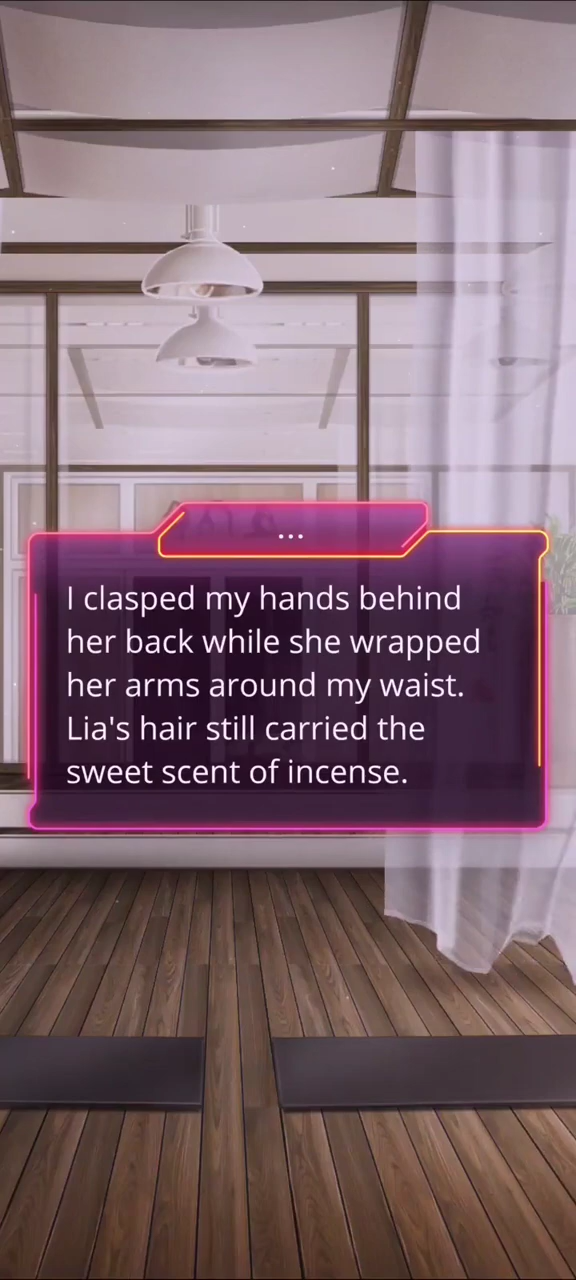 ...
I clasped my hands behind
her back while she wrapped
her arms around my waist.
Lia's hair still carried the
sweet scent of incense.